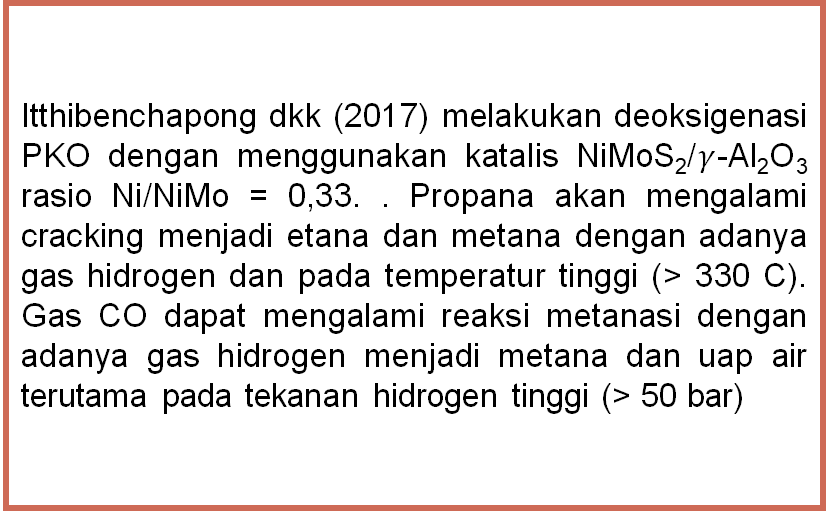 Itthibenchapong dkk (2017) melakukan deoksigenasi
PKO dengan menggunakan katalis NiMoS₂/γ-Al₂O₃
rasio Ni/NiMo = 0,33. . Propana akan mengalami
cracking menjadi etana dan metana dengan adanya
gas hidrogen dan pada temperatur tinggi (> 330 C).
Gas CO dapat mengalami reaksi metanasi dengan
adanya gas hidrogen menjadi metana dan uap air
terutama pada tekanan hidrogen tinggi (> 50 bar)